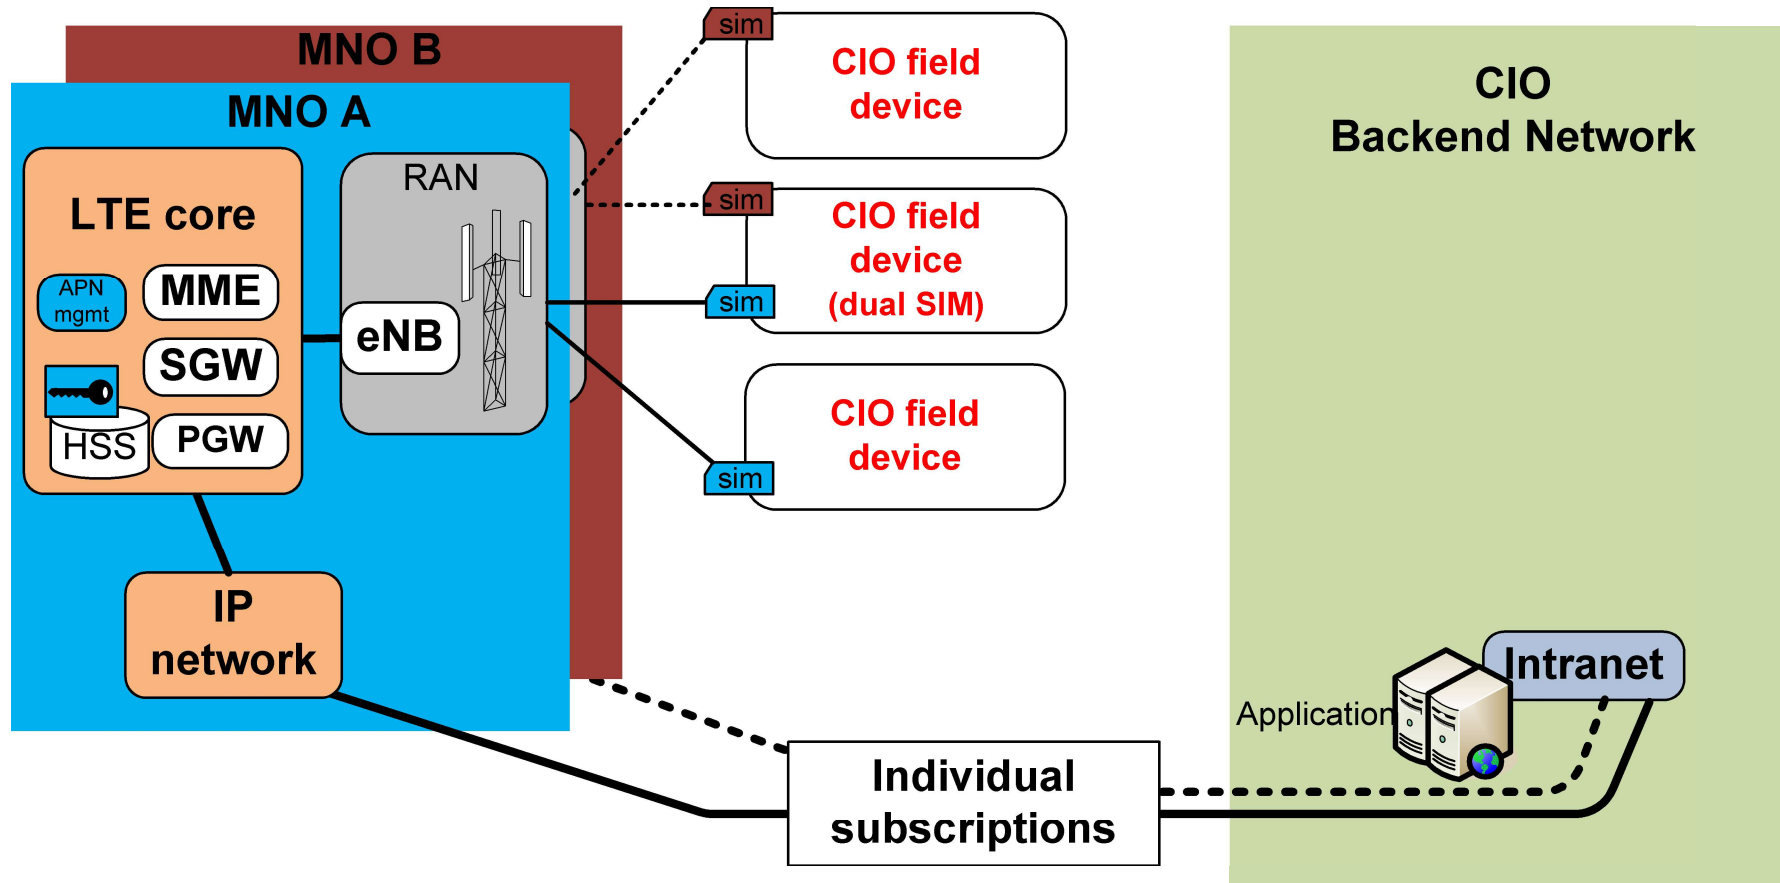 MNO B
MNO A
LTE core
APN
mgmt
MME
SGW
HSS
PGW
RAN
eNB
IP
network
sim
CIO field
device
sim
CIO field
device
(dual SIM)
sim
CIO field
device
sim
Individual
subscriptions
CIO
Backend Network
Intranet
Application